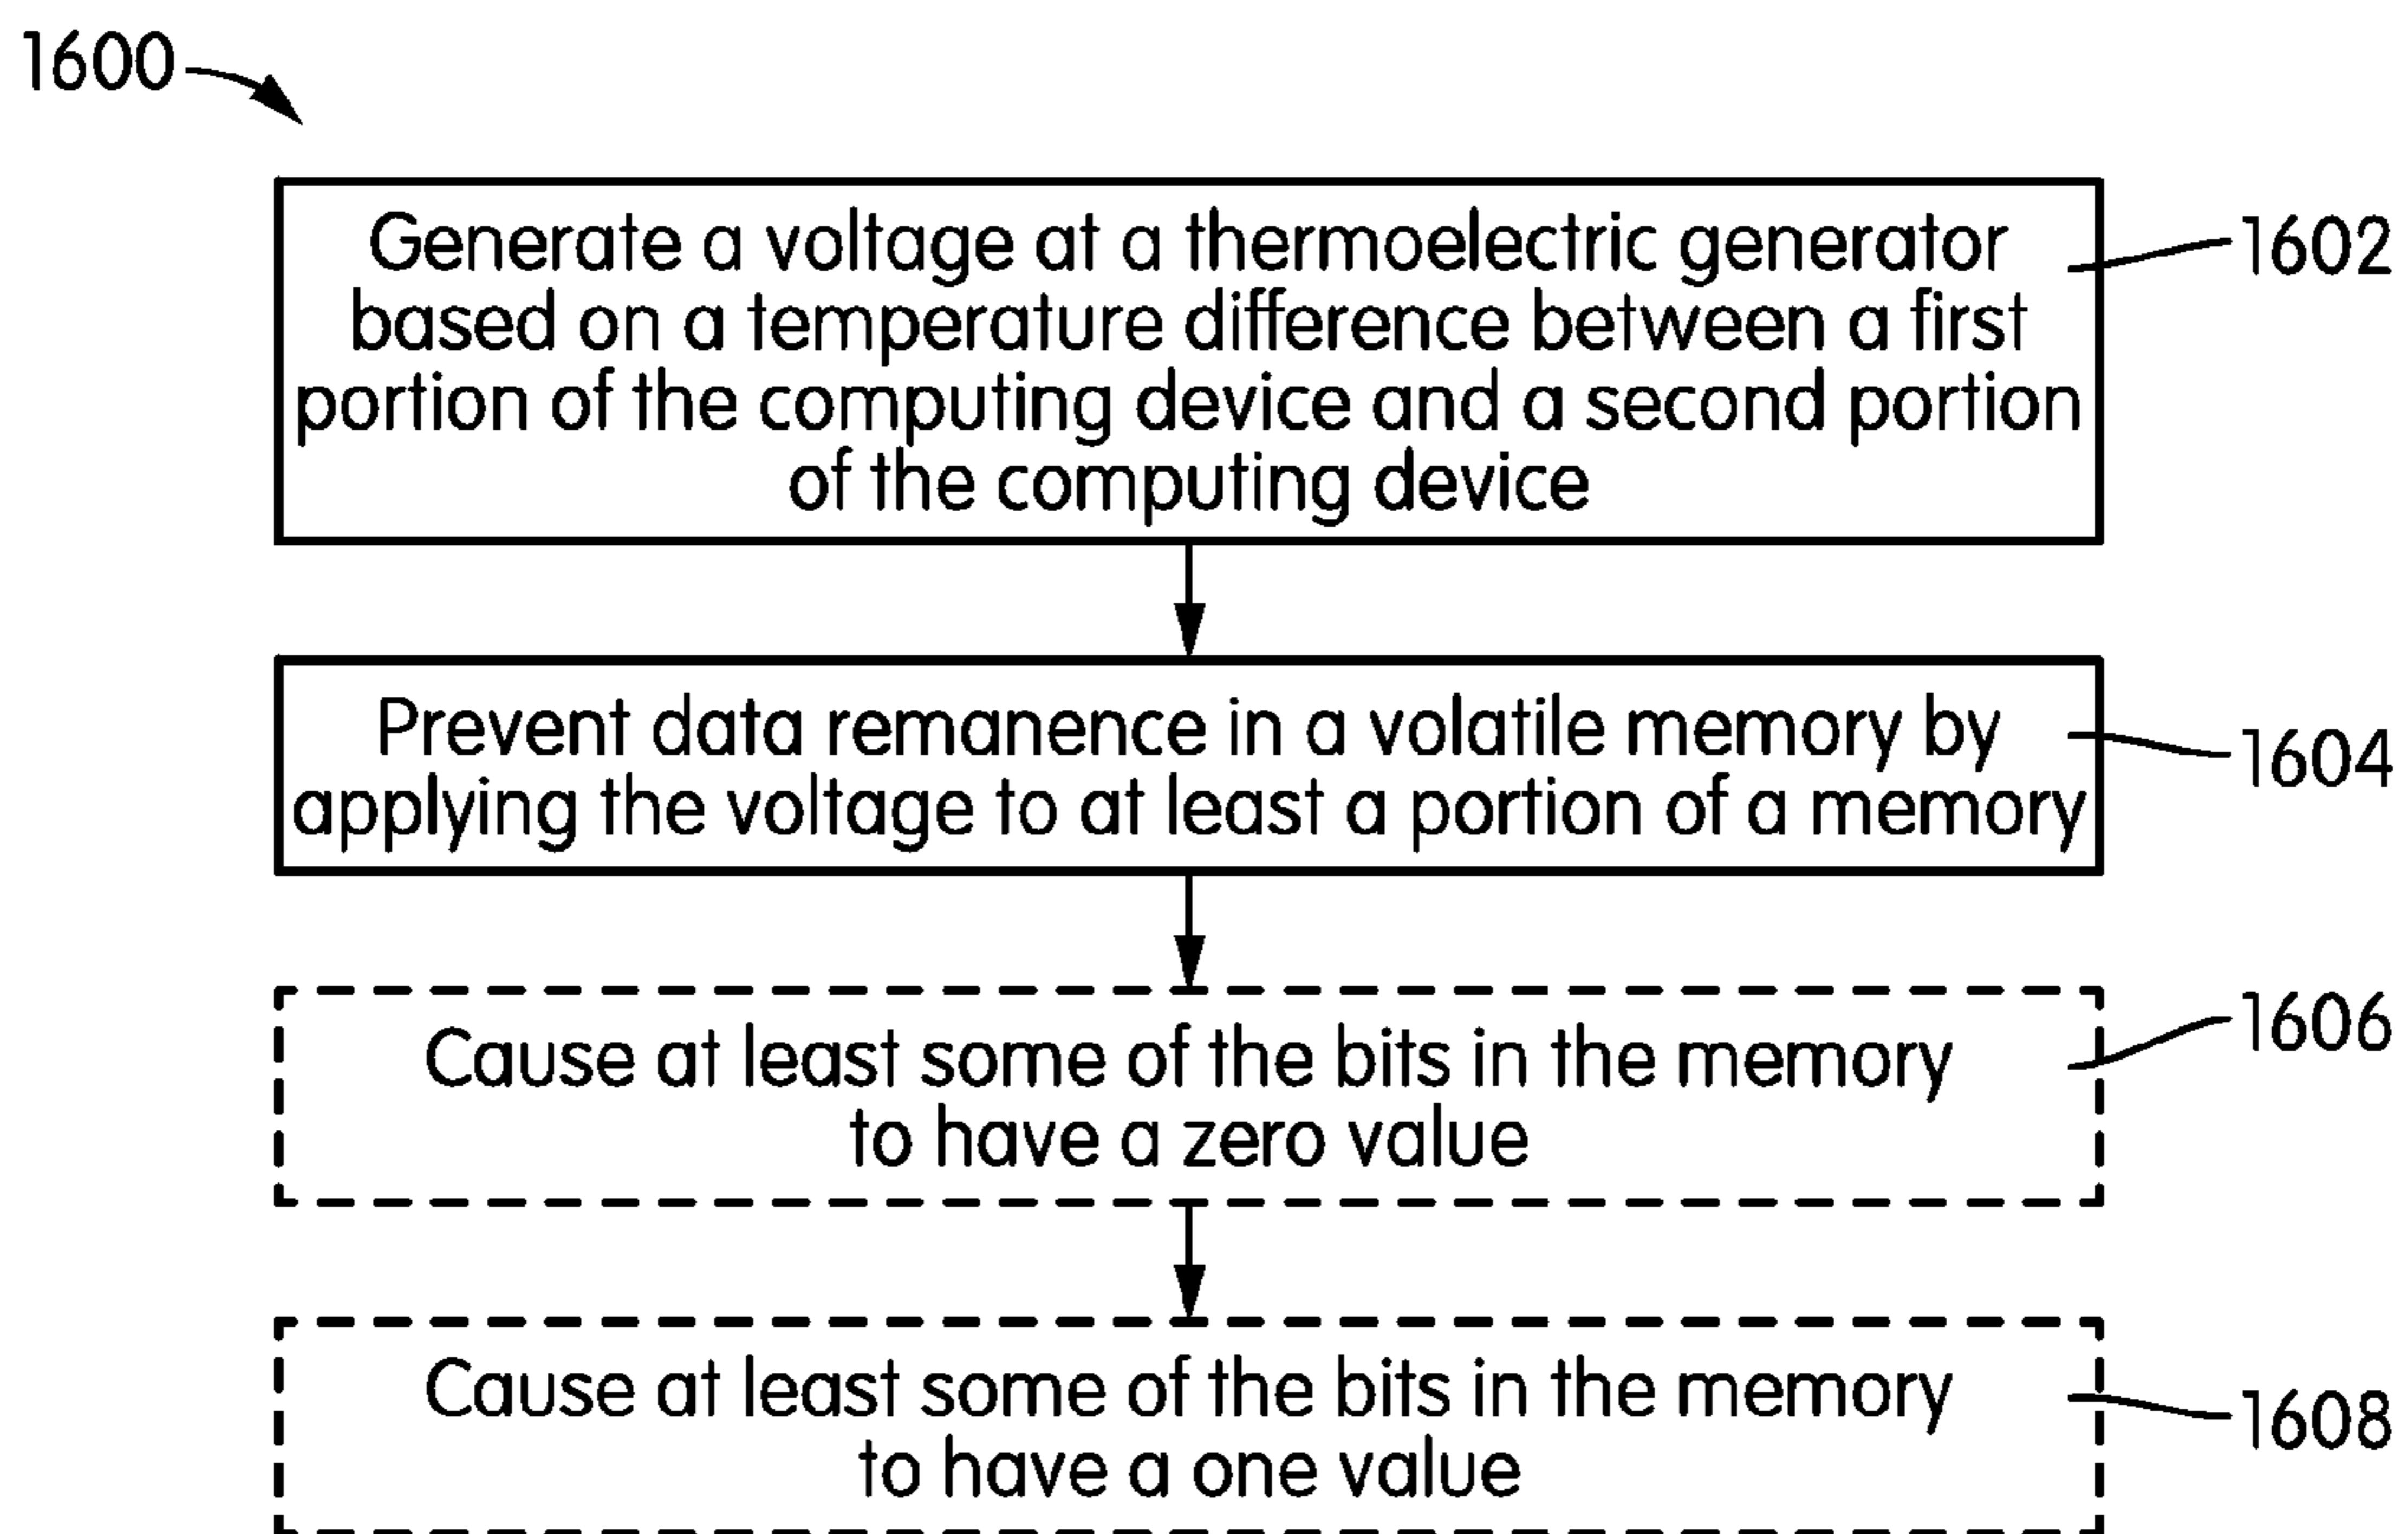 1600
Generate a voltage at a thermoelectric generator
based on a temperature difference between a first
portion of the computing device and a second portion
of the computing device
1602
Prevent data remanence in a volatile memory by
applying the voltage to at least a portion of a memory
1604
Cause at least some of the bits in the memory
to have a zero value
1606
Cause at least some of the bits in the memory
to have a one value
1608